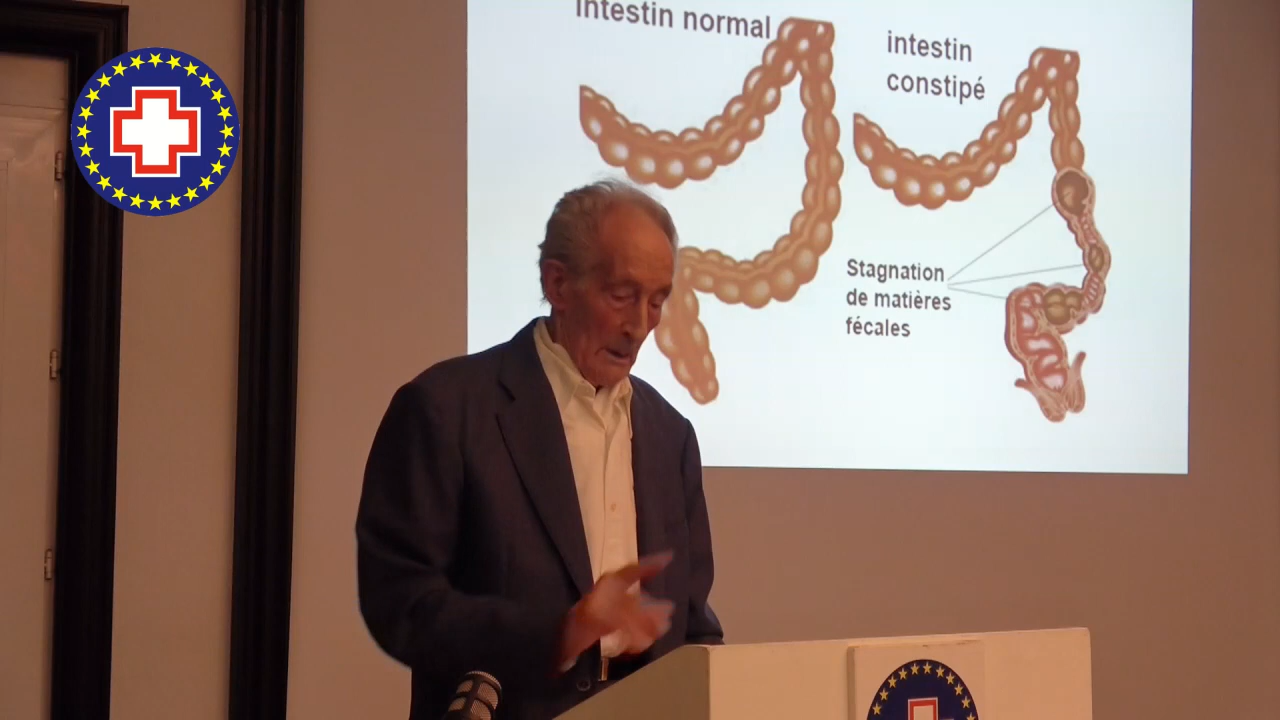 intestin normal
intestin
constipé
Stagnation
de matières
fécales